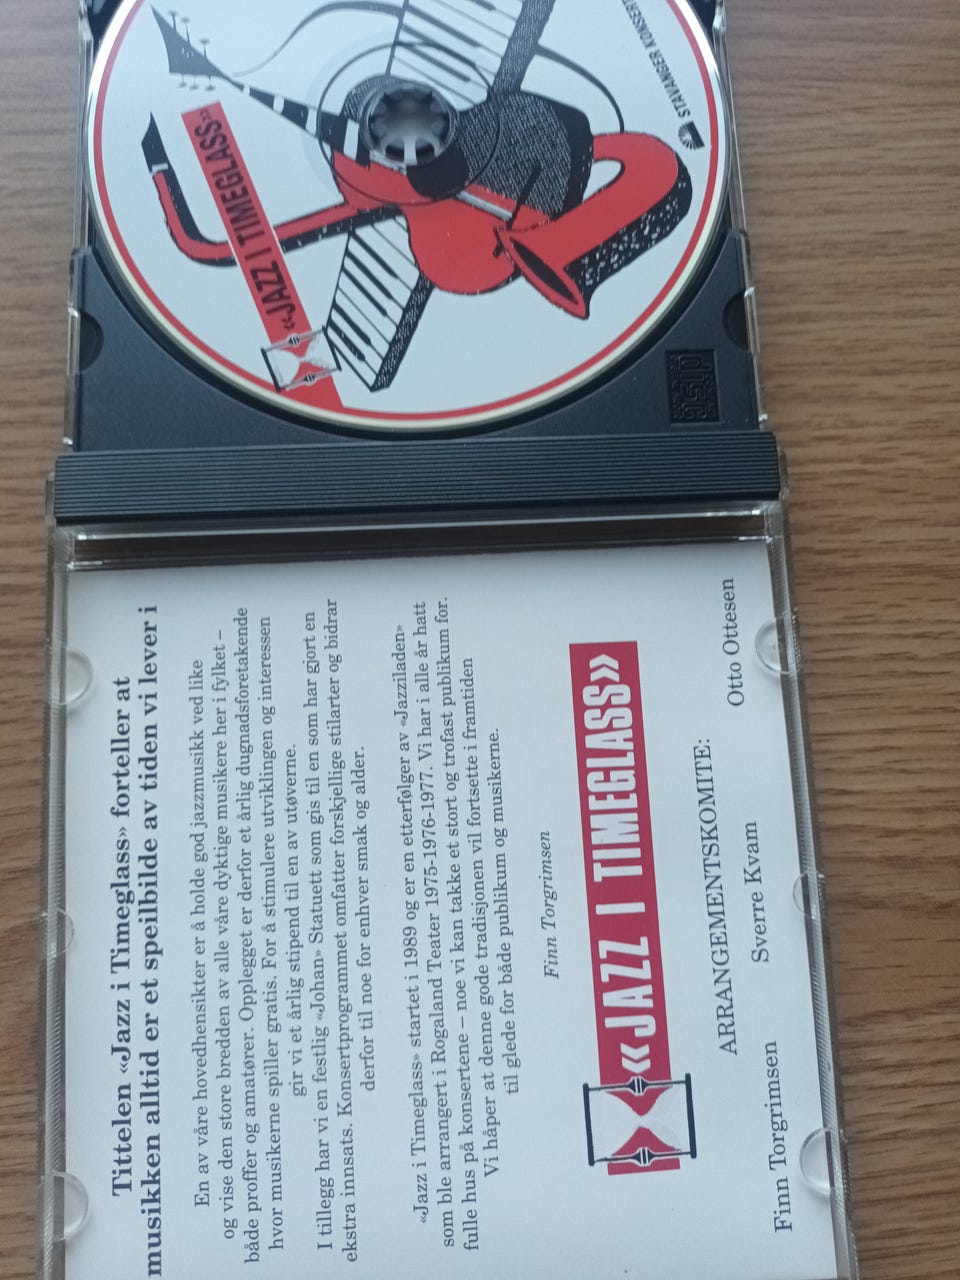 Tittelen «Jazz i Timeglass» forteller at
musikken alltid er et speilbilde av tiden vi lever i
En av våre hovedhensikter er å holde god jazzmusikk ved like
og vise den store bredden av alle våre dyktige musikere her i fylket –
både proffer og amatører. Opplegget er derfor et årlig dugnadsforetakende
hvor musikerne spiller gratis. For å stimulere utviklingen og interessen
gir vi et årlig stipend til en av utøverne.
I tillegg har vi en festlig «Johan» Statuett som gis til en som har gjort en
ekstra innsats. Konsertprogrammet omfatter forskjellige stilarter og bidrar
derfor til noe for enhver smak og alder.
«Jazz i Timeglass» startet i 1989 og er en etterfølger av «Jazziladen»
som ble arrangert i Rogaland Teater 1975-1976-1977. Vi har i alle år hatt
fulle hus på konsertene – noe vi kan takke et stort og trofast publikum for.
Vi håper at denne gode tradisjonen vil fortsette i framtiden
til glede for både publikum og musikerne.
Finn Torgrimsen
«JAZZ I TIMEGLASS»
ARRANGEMENTSKOMITE:
Finn Torgrimsen
Sverre Kvam
Otto Ottesen
«JAZZ I TIMEGLASS»
STAVANGER KONSERT
disc